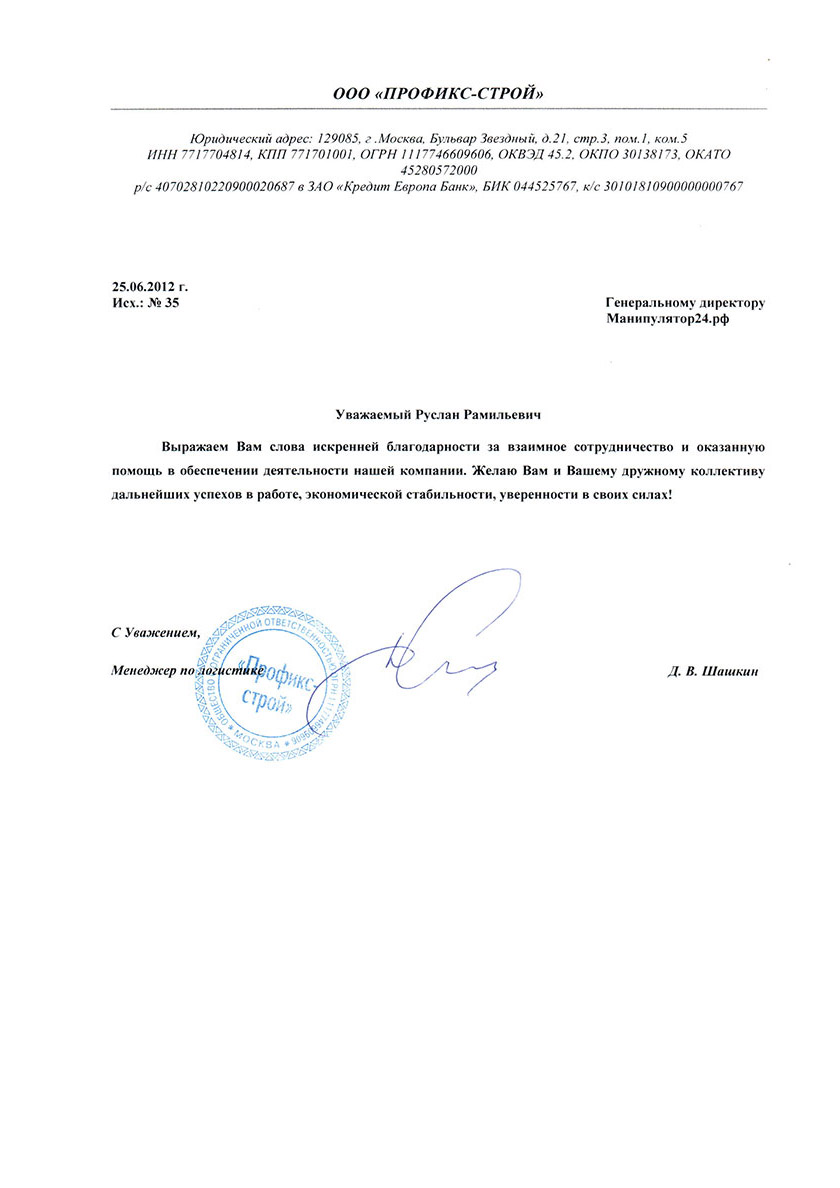 ООО «ПРОФИКС-СТРОЙ»
Юридический адрес: 129085, г .Москва, Бульвар Звездный, д.21, стр.3, пом.1, ком.5
ИНН 7717704814, КПП 771701001, ОГРН 1117746609606, ОКВЭД 45.2, ОКПО 30138173, ОКАТО
45280572000
р/с 40702810220900020687 в ЗАО «Кредит Европа Банк», БИК 044525767, к/с 30101810900000000767
25.06.2012 г.
Исх.: № 35
Генеральному директору
Манипулятор24.рф
Уважаемый Руслан Рамильевич
Выражаем Вам слова искренней благодарности за взаимное сотрудничество и оказанную
помощь в обеспечении деятельности нашей компании. Желаю Вам и Вашему дружному коллективу
дальнейших успехов в работе, экономической стабильности, уверенности в своих силах!
С Уважением,
Менеджер по логистике
Д. В. Шашкин
ОБЩЕСТВО С ОГРАНИЧЕННОЙ ОТВЕТСТВЕННОСТЬЮ
«Профикс-
строй»
* МОСКВА *